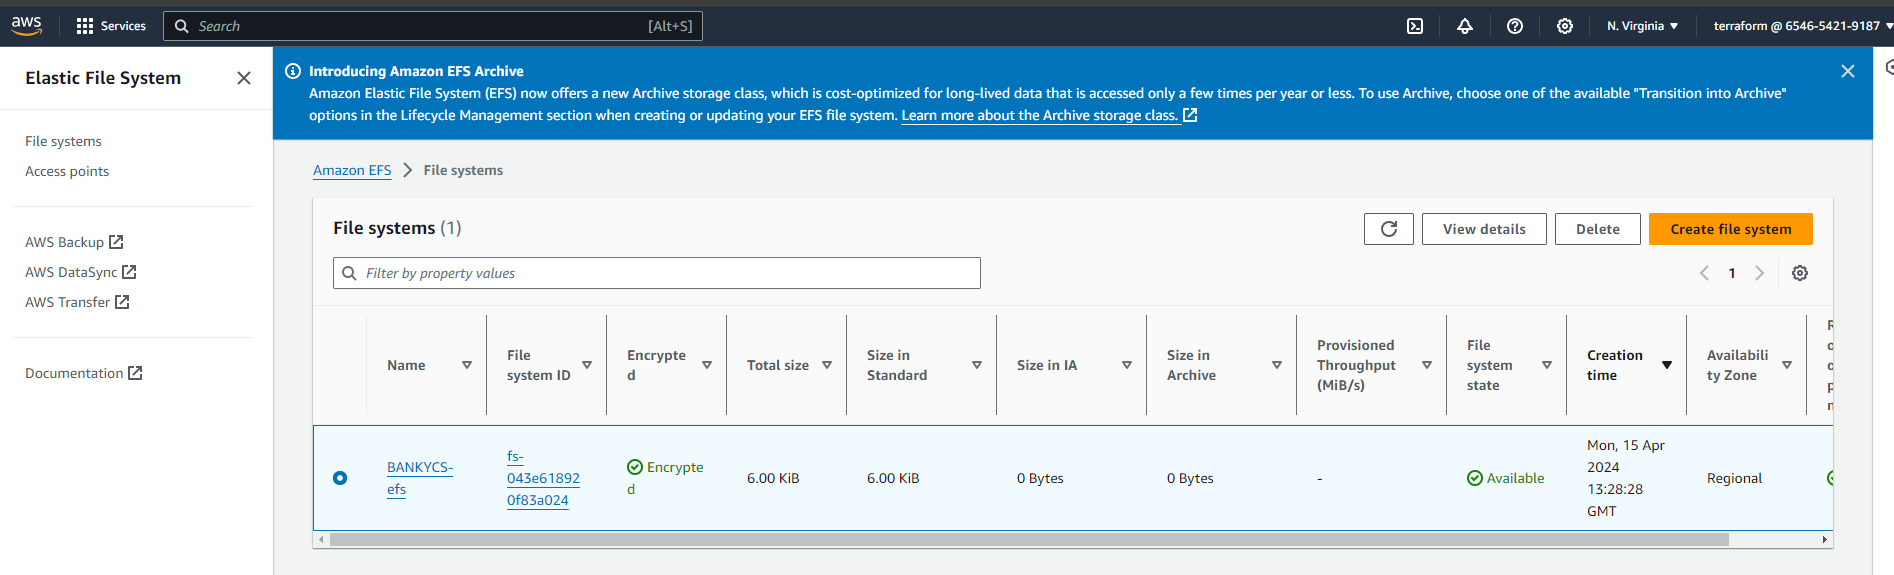 aws
Services
Search
[Alt+S]
N. Virginia
terraform @ 6546-5421-9187
Elastic File System
File systems
Access points
AWS Backup
AWS DataSync
AWS Transfer
Documentation
Introducing Amazon EFS Archive
Amazon Elastic File System (EFS) now offers a new Archive storage class, which is cost-optimized for long-lived data that is accessed only a few times per year or less. To use Archive, choose one of the available "Transition into Archive"
options in the Lifecycle Management section when creating or updating your EFS file system. Learn more about the Archive storage class.
Amazon EFS
File systems
File systems (1)
View details
Delete
Create file system
Filter by property values
1
Name
File
system ID
Encrypte
d
Total size
Size in
Standard
Size in IA
Size in
Archive
Provisioned
Throughput
(MiB/s)
File
system
state
Creation
time
Availabili
ty Zone
BANKYCS-
efs
fs-
043e61892
0f83a024
Encrypte
d
6.00 KiB
6.00 KiB
0 Bytes
0 Bytes
-
Available
Mon, 15 Apr
2024
13:28:28
GMT
Regional